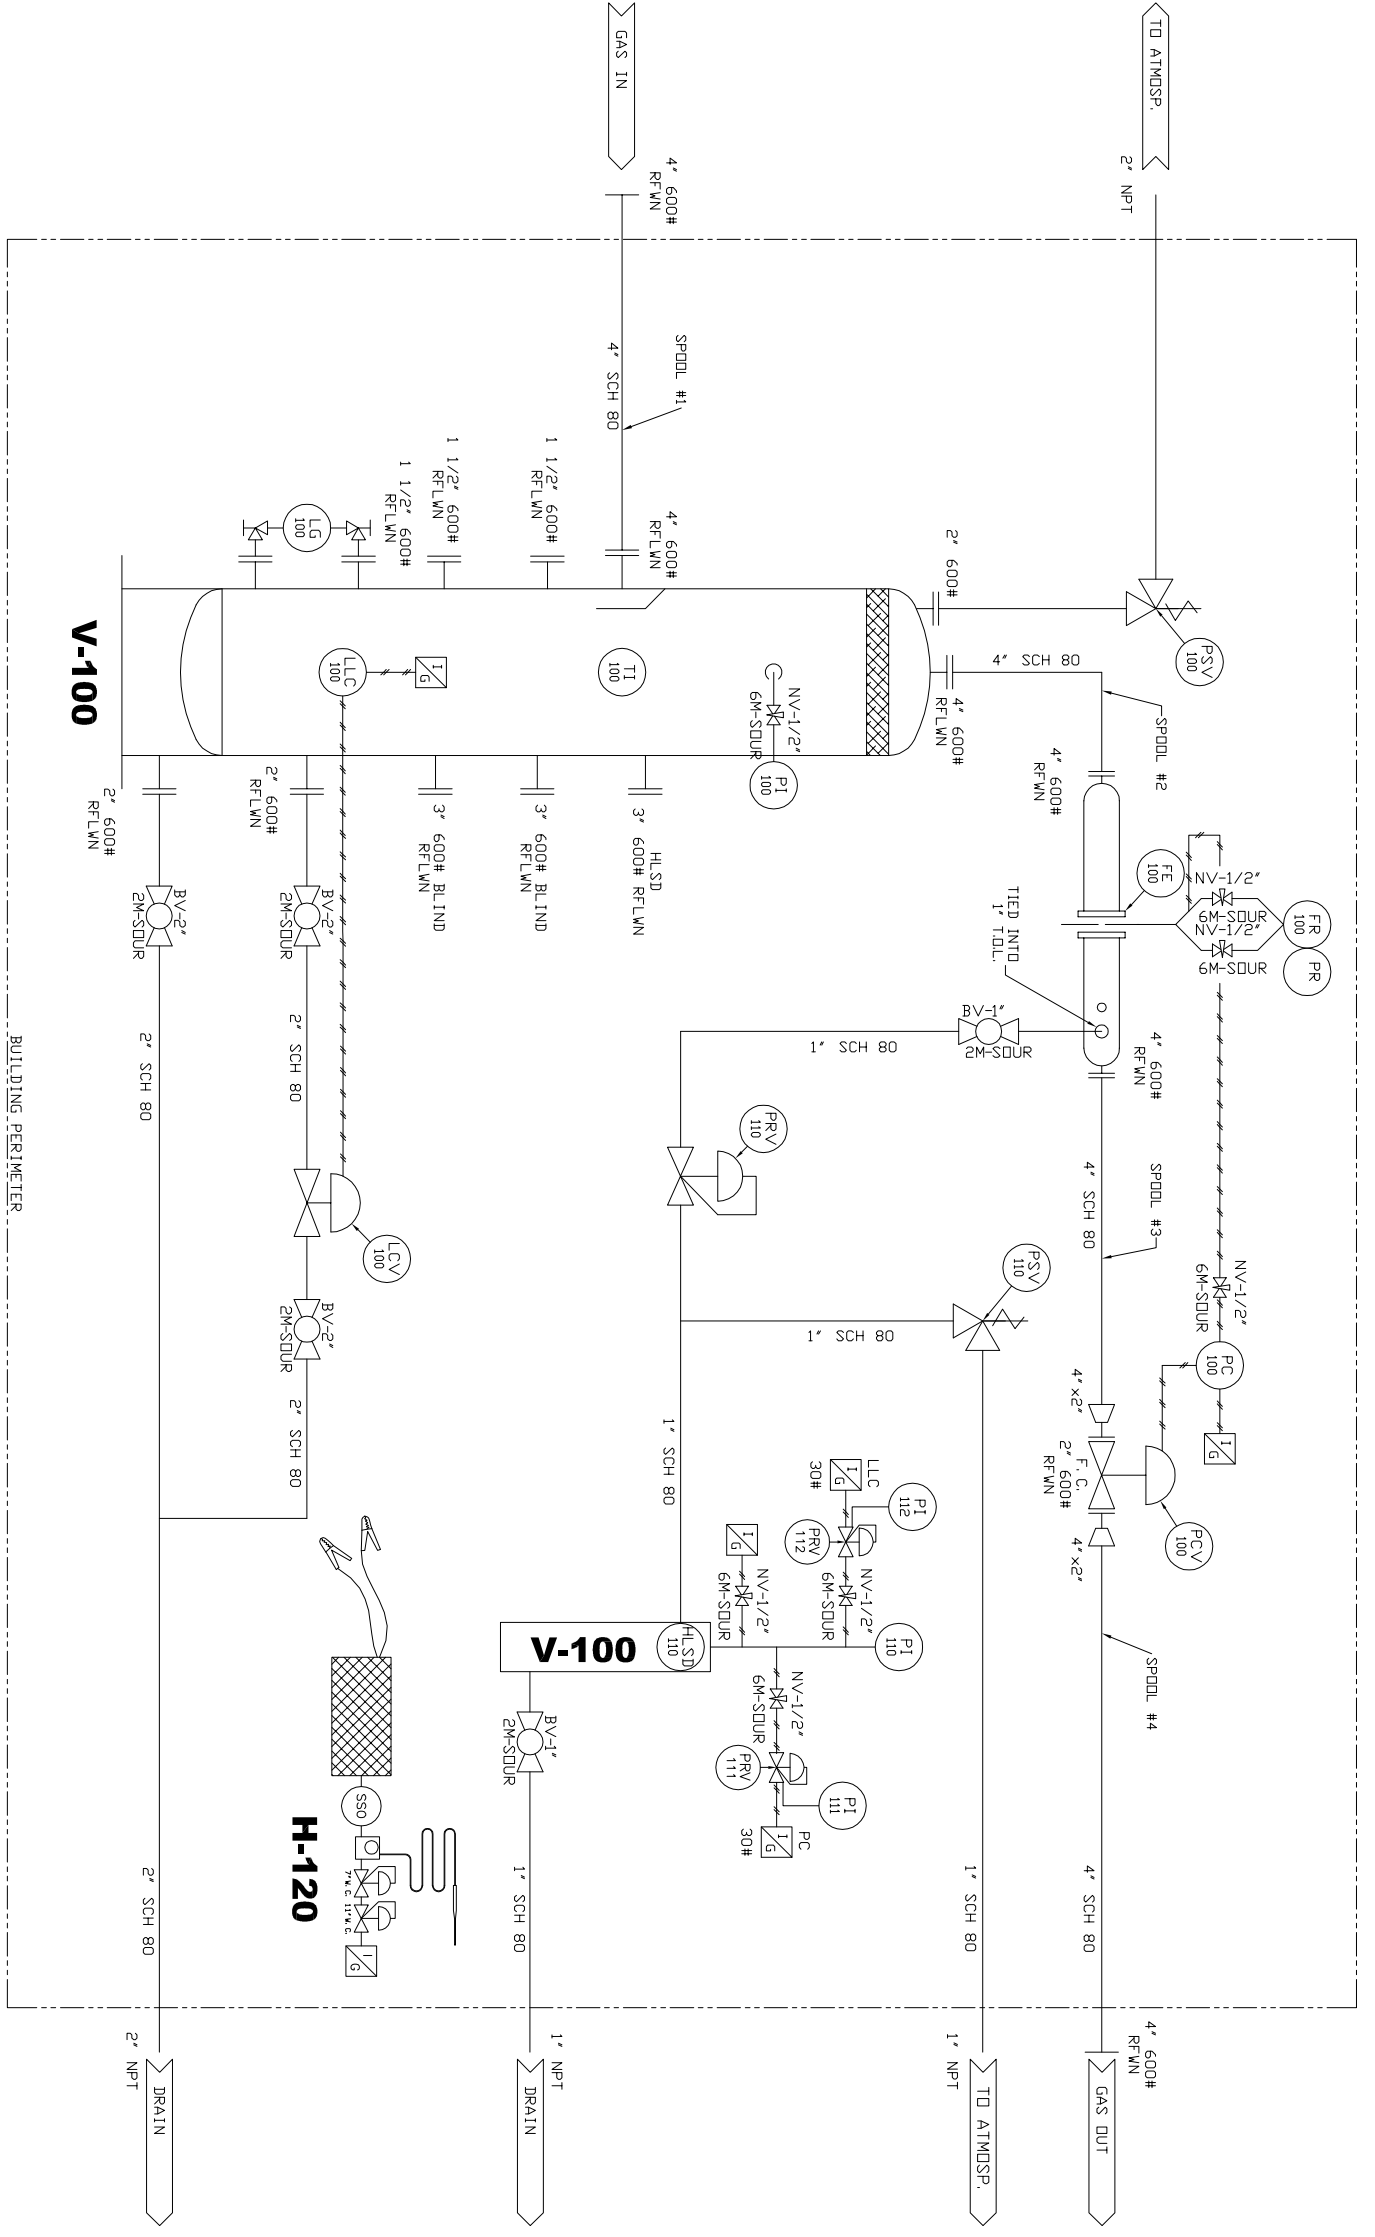 TO ATMOSP.
2" NPT
GAS IN
4" 600#
RFWN
SPOOL #1
4" SCH 80
4" 600#
RFLWN
1 1/2" 600#
RFLWN
1 1/2" 600#
RFLWN
1 1/2" 600#
RFLWN
LG
100
2" 600#
PSV
100
4" SCH 80
SPOOL #2
4" 600#
RFLWN
4" 600#
RFWN
TI
100
LLC
100
I
G
NV-1/2"
6M-SOUR
PI
100
V-100
2" 600#
RFLWN
2" 600#
RFLWN
3" 600# BLIND
RFLWN
3" 600# BLIND
RFLWN
HLSD
3" 600# RFLWN
BV-2"
2M-SOUR
BV-2"
2M-SOUR
FE
100
NV-1/2"
6M-SOUR
NV-1/2"
6M-SOUR
FR
100
PR
TIED INTO
1" T.O.L.
BV-1"
2M-SOUR
1" SCH 80
4" 600#
RFWN
4" SCH 80
SPOOL #3
2" SCH 80
2" SCH 80
PRV
110
LCV
100
BV-2"
2M-SOUR
2" SCH 80
PSV
110
1" SCH 80
1" SCH 80
NV-1/2"
6M-SOUR
PC
100
I
G
4"x2"
F.C.
2" 600#
RFWN
4"x2"
PCV
100
SPOOL #4
LLC
I
G
30#
PI
112
PRV
112
NV-1/2"
6M-SOUR
I
G
NV-1/2"
6M-SOUR
PI
110
HLSD
110
V-100
NV-1/2"
6M-SOUR
PRV
111
PI
111
PC
I
G
30#
BV-1"
2M-SOUR
SSO
7"W.C.
11"W.C.
I
G
H-120
4" SCH 80
1" SCH 80
1" SCH 80
2" SCH 80
BUILDING PERIMETER
4" 600#
RFWN
GAS OUT
1" NPT
TO ATMOSP.
1" NPT
DRAIN
2" NPT
DRAIN